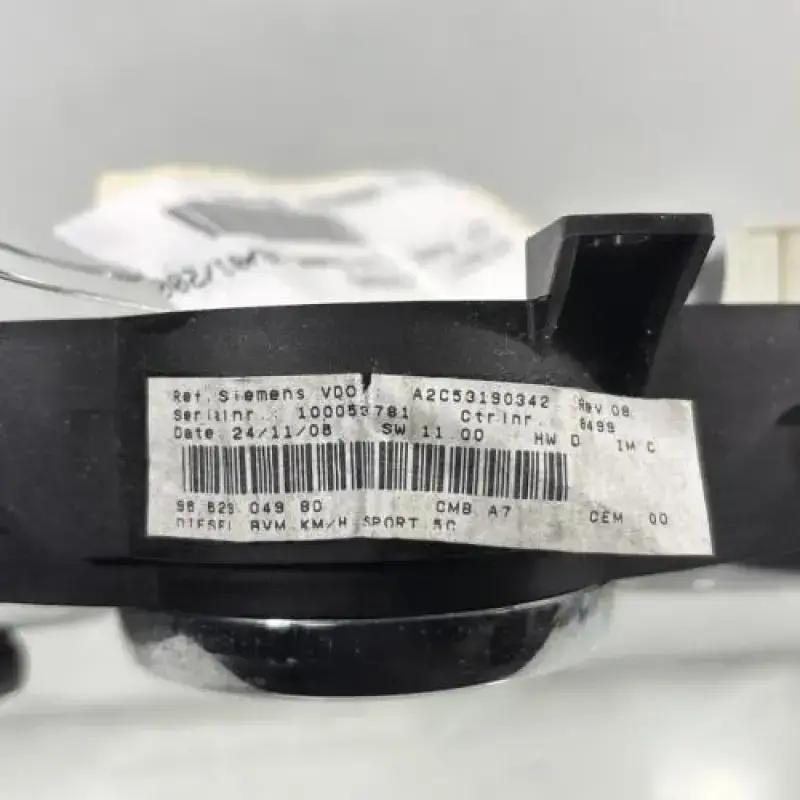 Ref. Siemens VDO : A2C53190342 Rev 08
Serialnr.: 100053781 Ctrlnr. 8499
Date 24/11/08 SW 11.00 HW D IM C
96 629 049 80 CMB A7 CEM 00
DIESEL BVM KM/H SPORT 5C